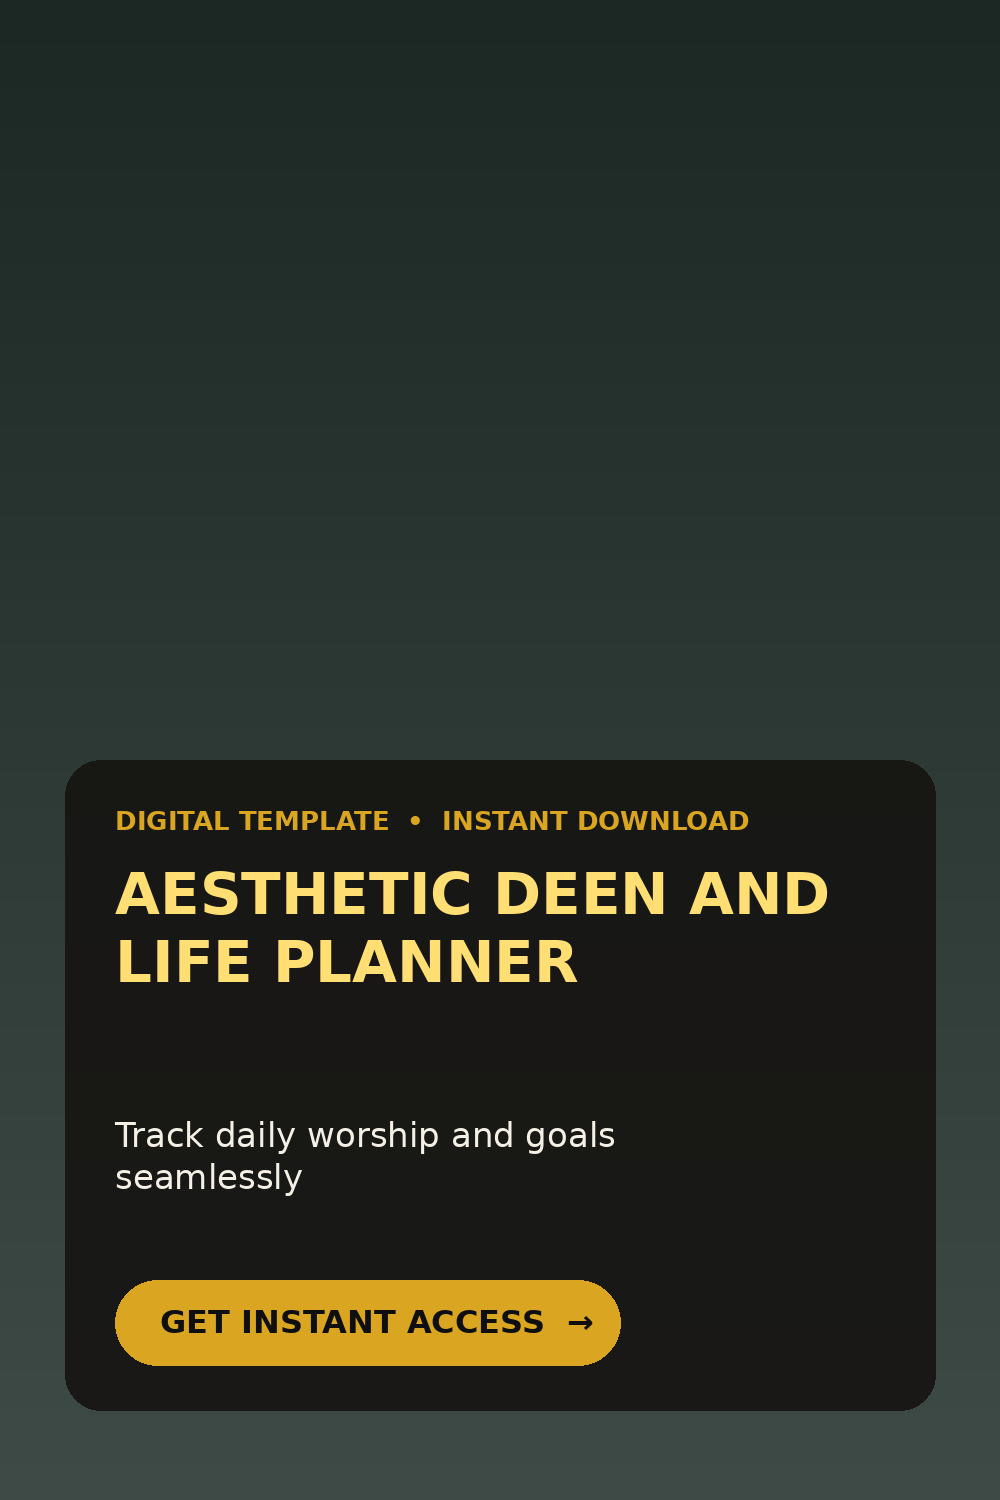 DIGITAL TEMPLATE • INSTANT DOWNLOAD
AESTHETIC DEEN AND
LIFE PLANNER
Track daily worship and goals
seamlessly
GET INSTANT ACCESS →